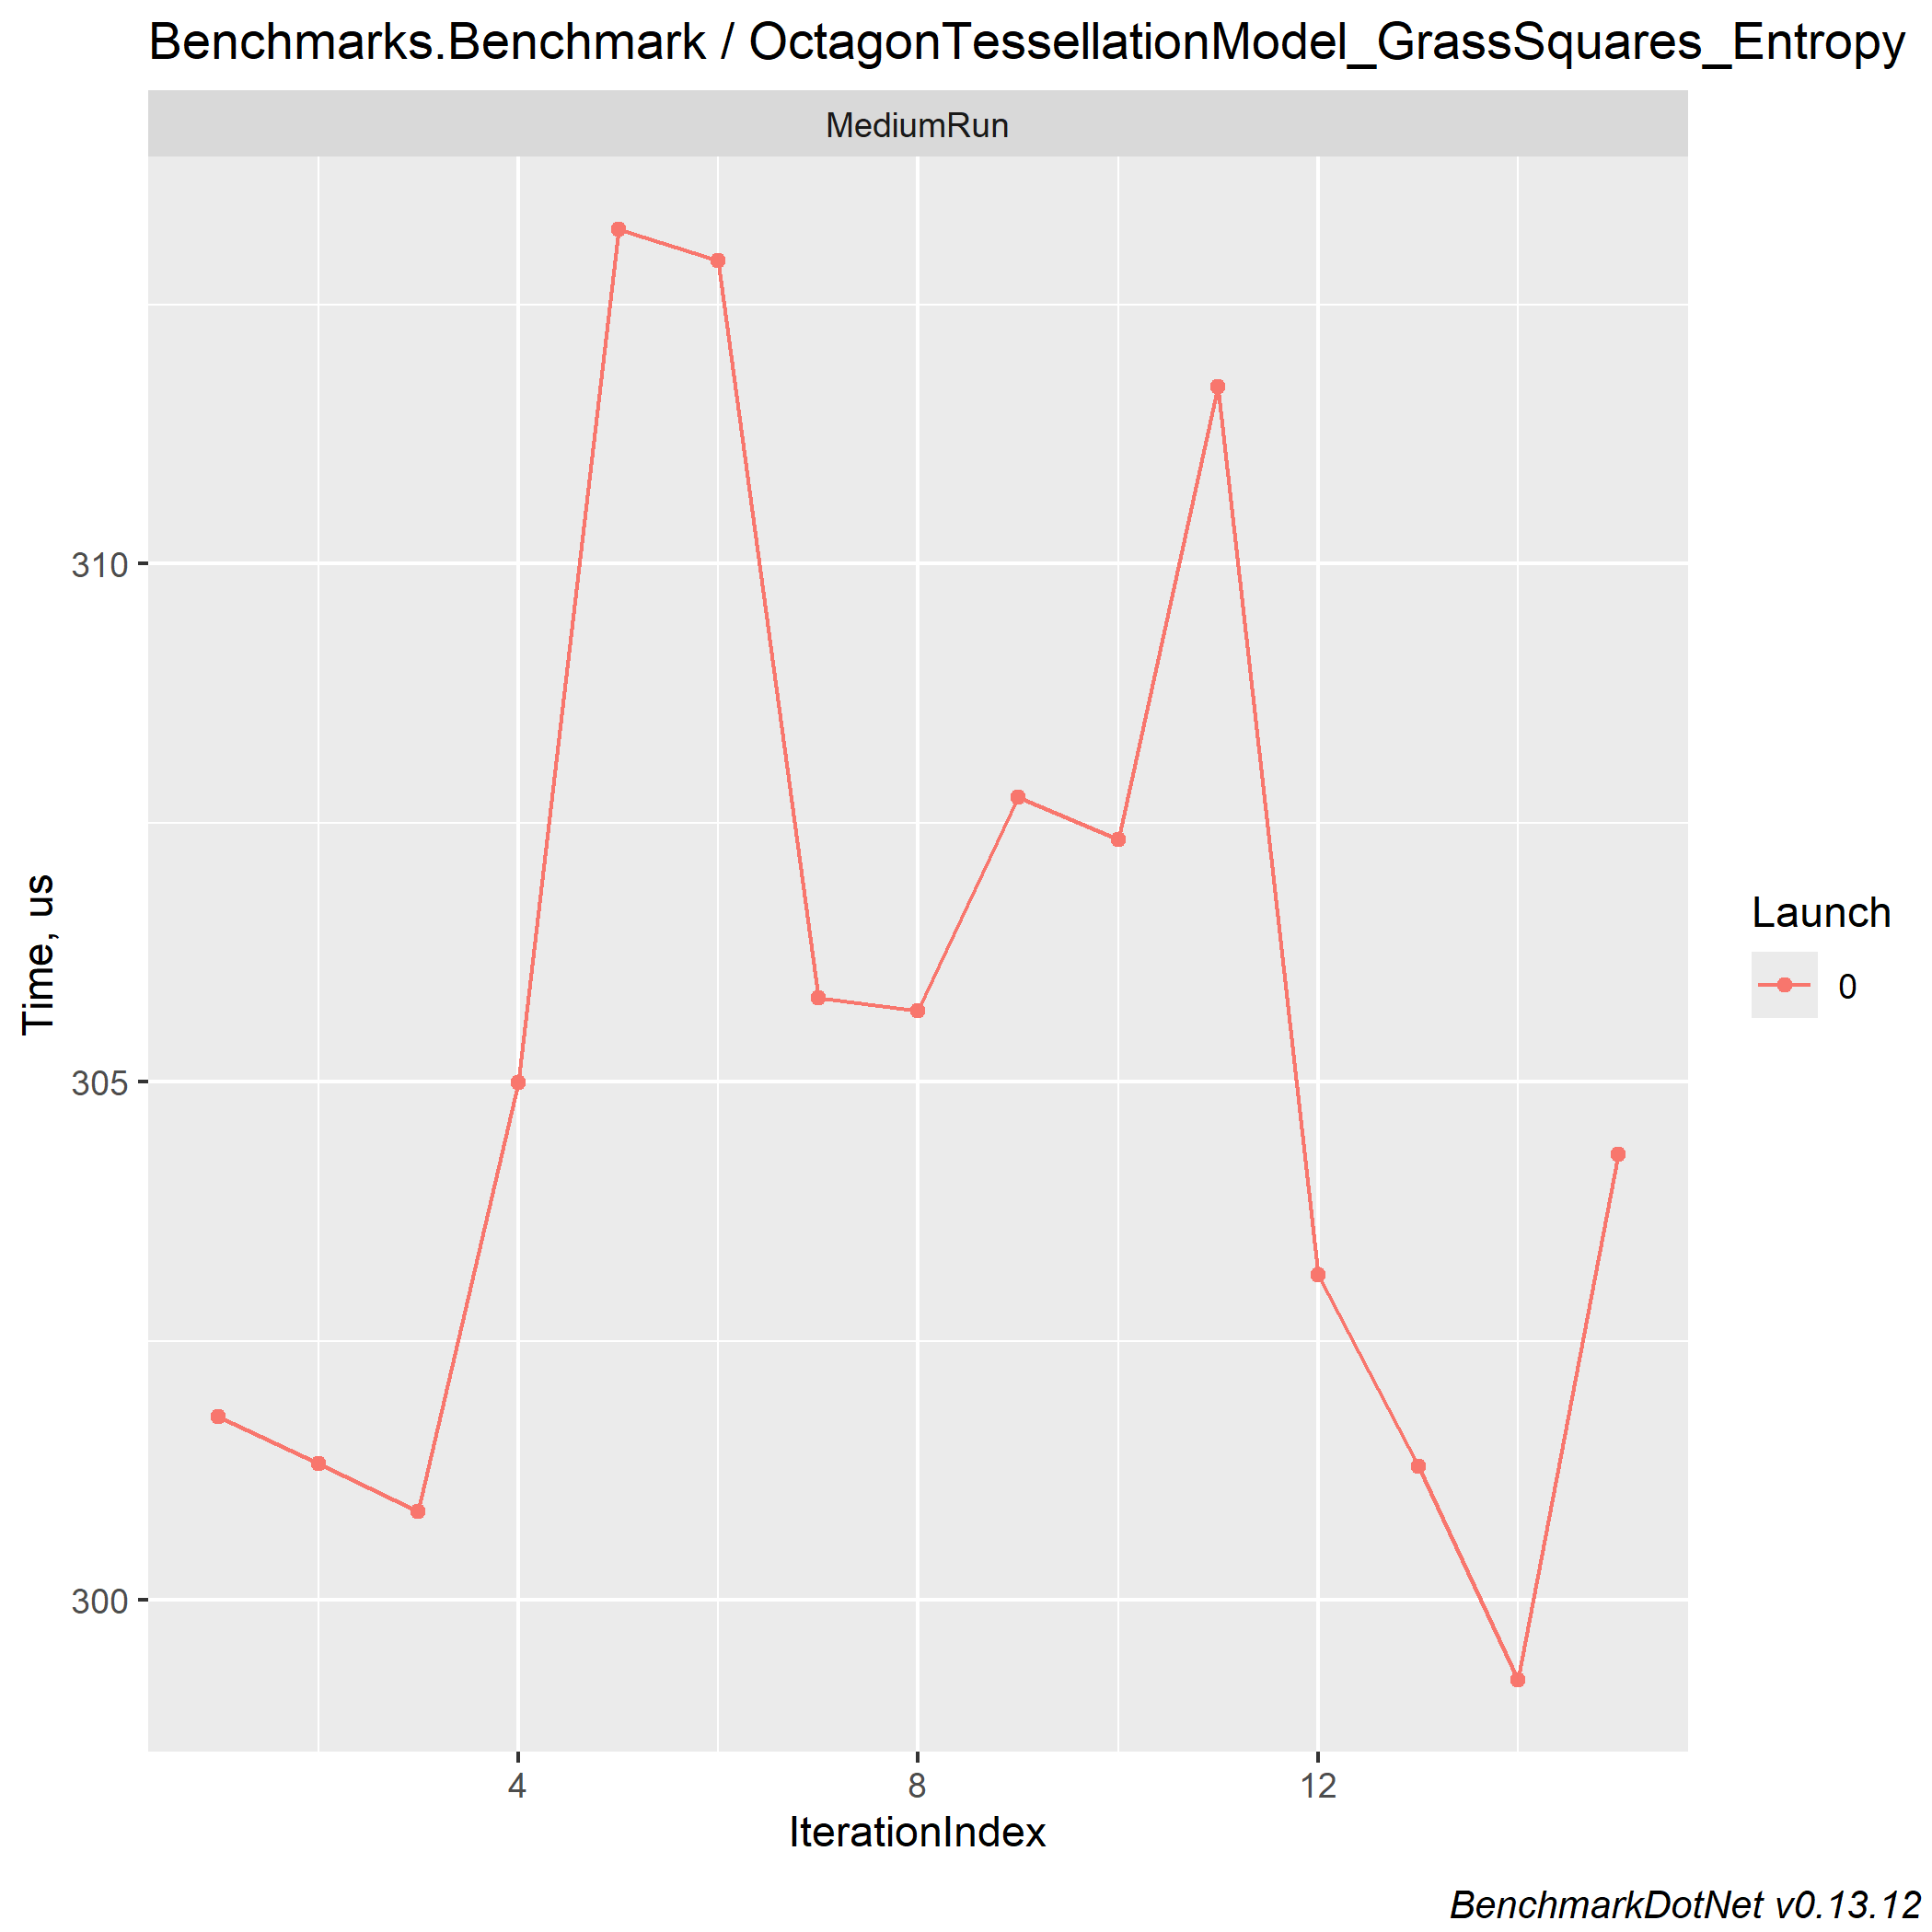 Benchmarks.Benchmark / OctagonTessellationModel_GrassSquares_Entropy
MediumRun
310
305
300
Time, us
4 8 12
IterationIndex
Launch
0
BenchmarkDotNet v0.13.12